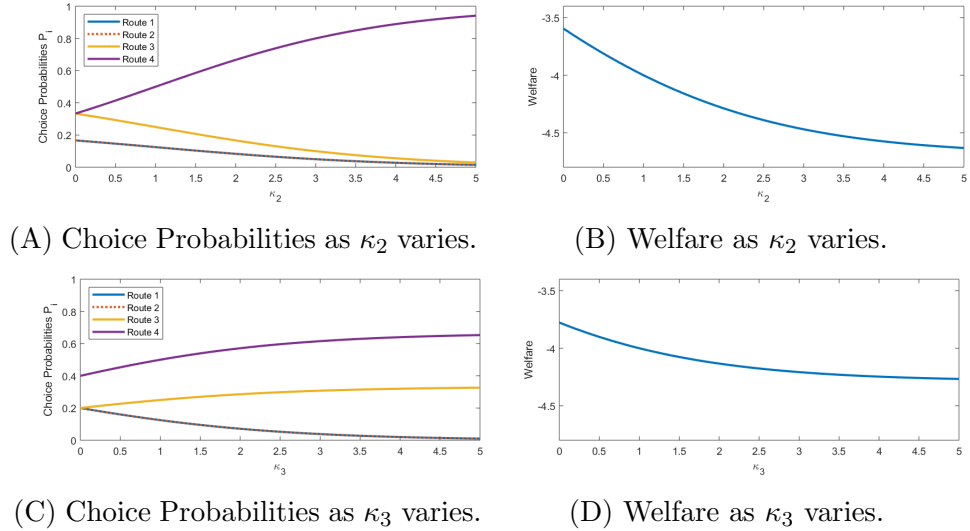 1
0.8
0.6
0.4
0.2
0
Choice Probabilities P_i
Route 1
Route 2
Route 3
Route 4
0 0.5 1 1.5 2 2.5 3 3.5 4 4.5 5
κ_2
(A) Choice Probabilities as κ_2 varies.
-3.5
-4
-4.5
Welfare
0 0.5 1 1.5 2 2.5 3 3.5 4 4.5 5
κ_2
(B) Welfare as κ_2 varies.
1
0.8
0.6
0.4
0.2
0
Choice Probabilities P_i
Route 1
Route 2
Route 3
Route 4
0 0.5 1 1.5 2 2.5 3 3.5 4 4.5 5
κ_3
(C) Choice Probabilities as κ_3 varies.
-3.5
-4
-4.5
Welfare
0 0.5 1 1.5 2 2.5 3 3.5 4 4.5 5
κ_3
(D) Welfare as κ_3 varies.